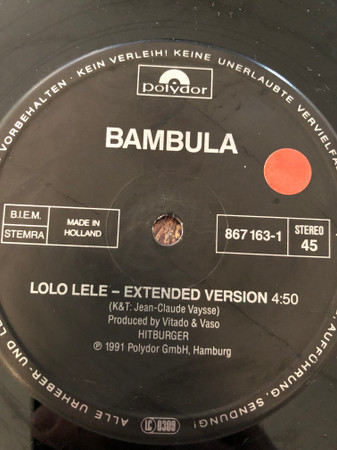 VORBEHALTEN · KEIN VERLEIH! KEINE UNERLAUBTE
polydor
BAMBULA
B.I.E.M.
STEMRA
MADE IN
HOLLAND
867 163-1
STEREO
45
LOLO LELE – EXTENDED VERSION 4:50
(K&T: Jean-Claude Vaysse)
Produced by Vitado & Vaso
HITBURGER
℗ 1991 Polydor GmbH, Hamburg
AUFFÜHRUNG, SENDUNG!
ALLE URHEBER- UND
LC 0309